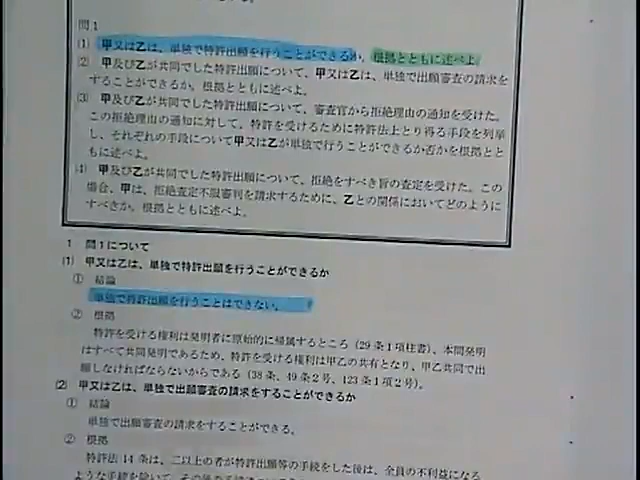 問1
(1) 甲又は乙は、単独で特許出願を行うことができるか。根拠とともに述べよ。
(2) 甲及び乙が共同でした特許出願について、甲又は乙は、単独で出願審査の請求を
することができるか。根拠とともに述べよ。
(3) 甲及び乙が共同でした特許出願について、審査官から拒絶理由の通知を受けた。
この拒絶理由の通知に対して、特許を受けるために特許法上とり得る手段を列挙
し、それぞれの手段について甲又は乙が単独で行うことができるか否かを根拠とと
もに述べよ。
(4) 甲及び乙が共同でした特許出願について、拒絶をすべき旨の査定を受けた。この
場合、甲は、拒絶査定不服審判を請求するために、乙との関係においてどのように
すべきか。根拠とともに述べよ。
1 問1について
(1) 甲又は乙は、単独で特許出願を行うことができるか
① 結論
単独で特許出願を行うことはできない。
② 根拠
特許を受ける権利は発明者に原始的に帰属するところ（29条1項柱書）、本問発明
はすべて共同発明であるため、特許を受ける権利は甲乙の共有となり、甲乙共同で出
願しなければならないからである（38条、49条2号、123条1項2号）。
(2) 甲又は乙は、単独で出願審査の請求をすることができるか
① 結論
単独で出願審査の請求をすることができる。
② 根拠
特許法14条は、二以上の者が特許出願等の手続をした後は、全員の不利益になる
ような手続を除いて、